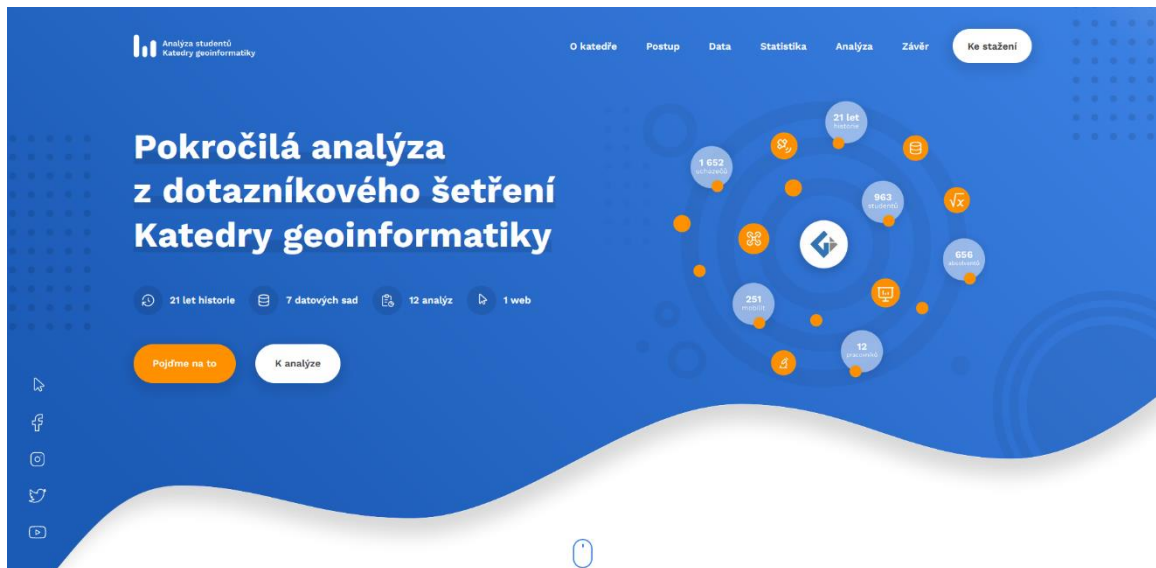 Analýza studentů
Katedry geoinformatiky
O katedře Postup Data Statistika Analýza Závěr Ke stažení
Pokročilá analýza
z dotazníkového šetření
Katedry geoinformatiky
21 let historie 7 datových sad 12 analýz 1 web
Pojďme na to K analýze
21 let
historie
1 652
uchazečů
963
studentů
656
absolventů
251
mobilit
12
pracovníků
√x